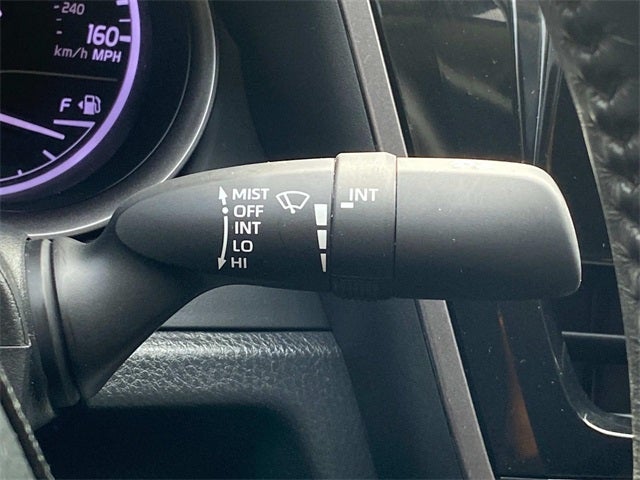 240
160
km/h MPH
F
MIST
OFF
INT
LO
HI
INT